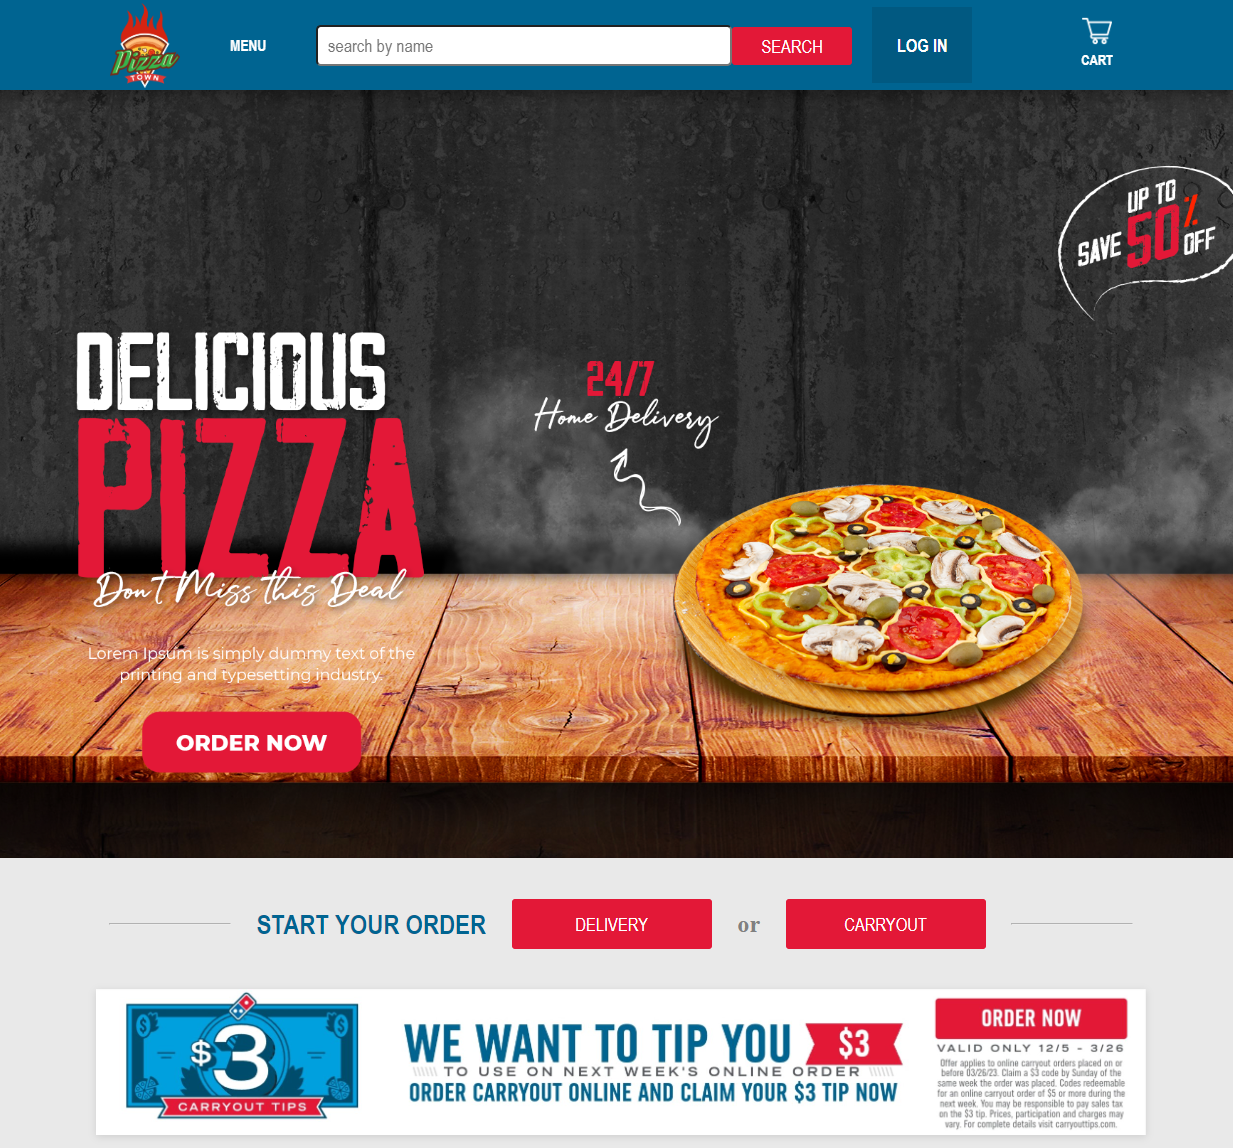 Pizza
TOWN
MENU
search by name
SEARCH
LOG IN
CART
UP TO
SAVE 50% OFF
DELICIOUS
PIZZA
Don't Miss this Deal
24/7
Home Delivery
Lorem Ipsum is simply dummy text of the
printing and typesetting industry.
ORDER NOW
START YOUR ORDER
DELIVERY
or
CARRYOUT
$3
CARRYOUT TIPS
WE WANT TO TIP YOU $3
TO USE ON NEXT WEEK'S ONLINE ORDER
ORDER CARRYOUT ONLINE AND CLAIM YOUR $3 TIP NOW
ORDER NOW
VALID ONLY 12/5 - 3/26
Offer applies to online carryout orders placed on or
before 03/26/23. Claim a $3 code by Sunday of the
same week the order was placed. Codes redeemable
for an online carryout order of $5 or more during the
next week. You may be responsible to pay sales tax
on the $3 tip. Prices, participation and charges may
vary. For complete details visit carryouttips.com.